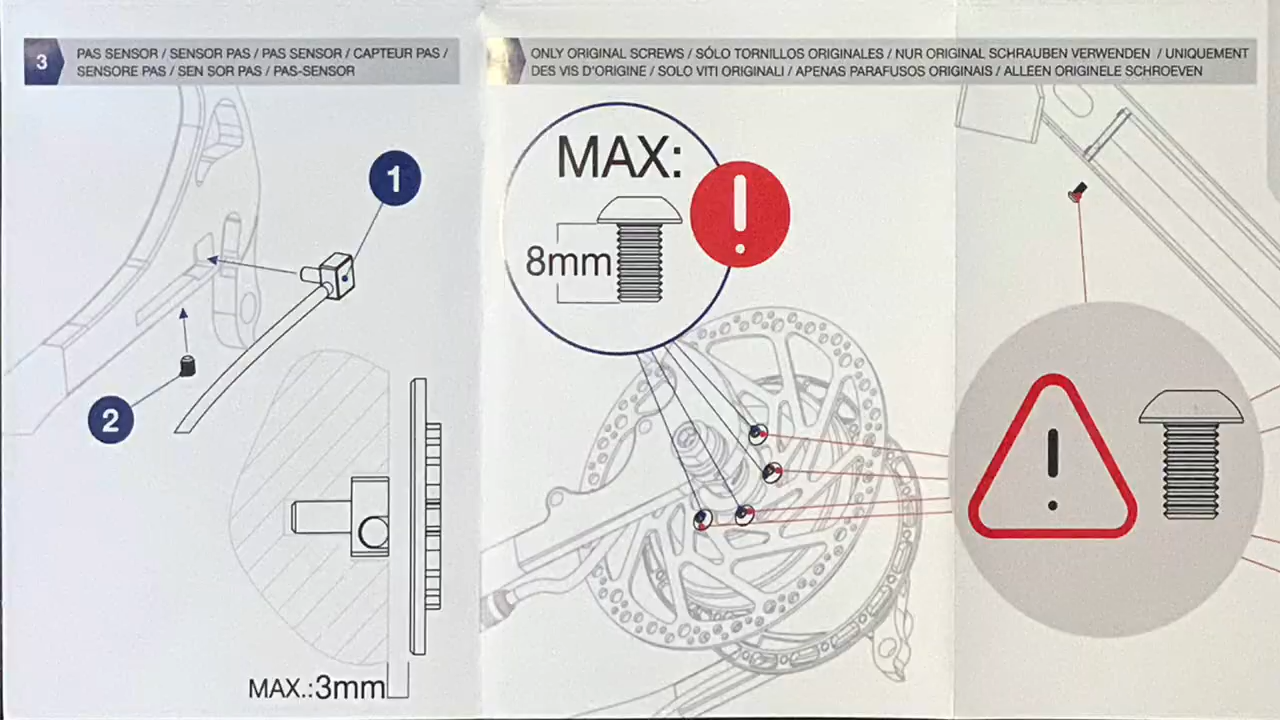 3
PAS SENSOR / SENSOR PAS / PAS SENSOR / CAPTEUR PAS /
SENSORE PAS / SEN SOR PAS / PAS-SENSOR
1
2
MAX.:3mm
ONLY ORIGINAL SCREWS / SÓLO TORNILLOS ORIGINALES / NUR ORIGINAL SCHRAUBEN VERWENDEN / UNIQUEMENT
DES VIS D'ORIGINE / SOLO VITI ORIGINALI / APENAS PARAFUSOS ORIGINAIS / ALLEEN ORIGINELE SCHROEVEN
MAX:
!
8mm
!